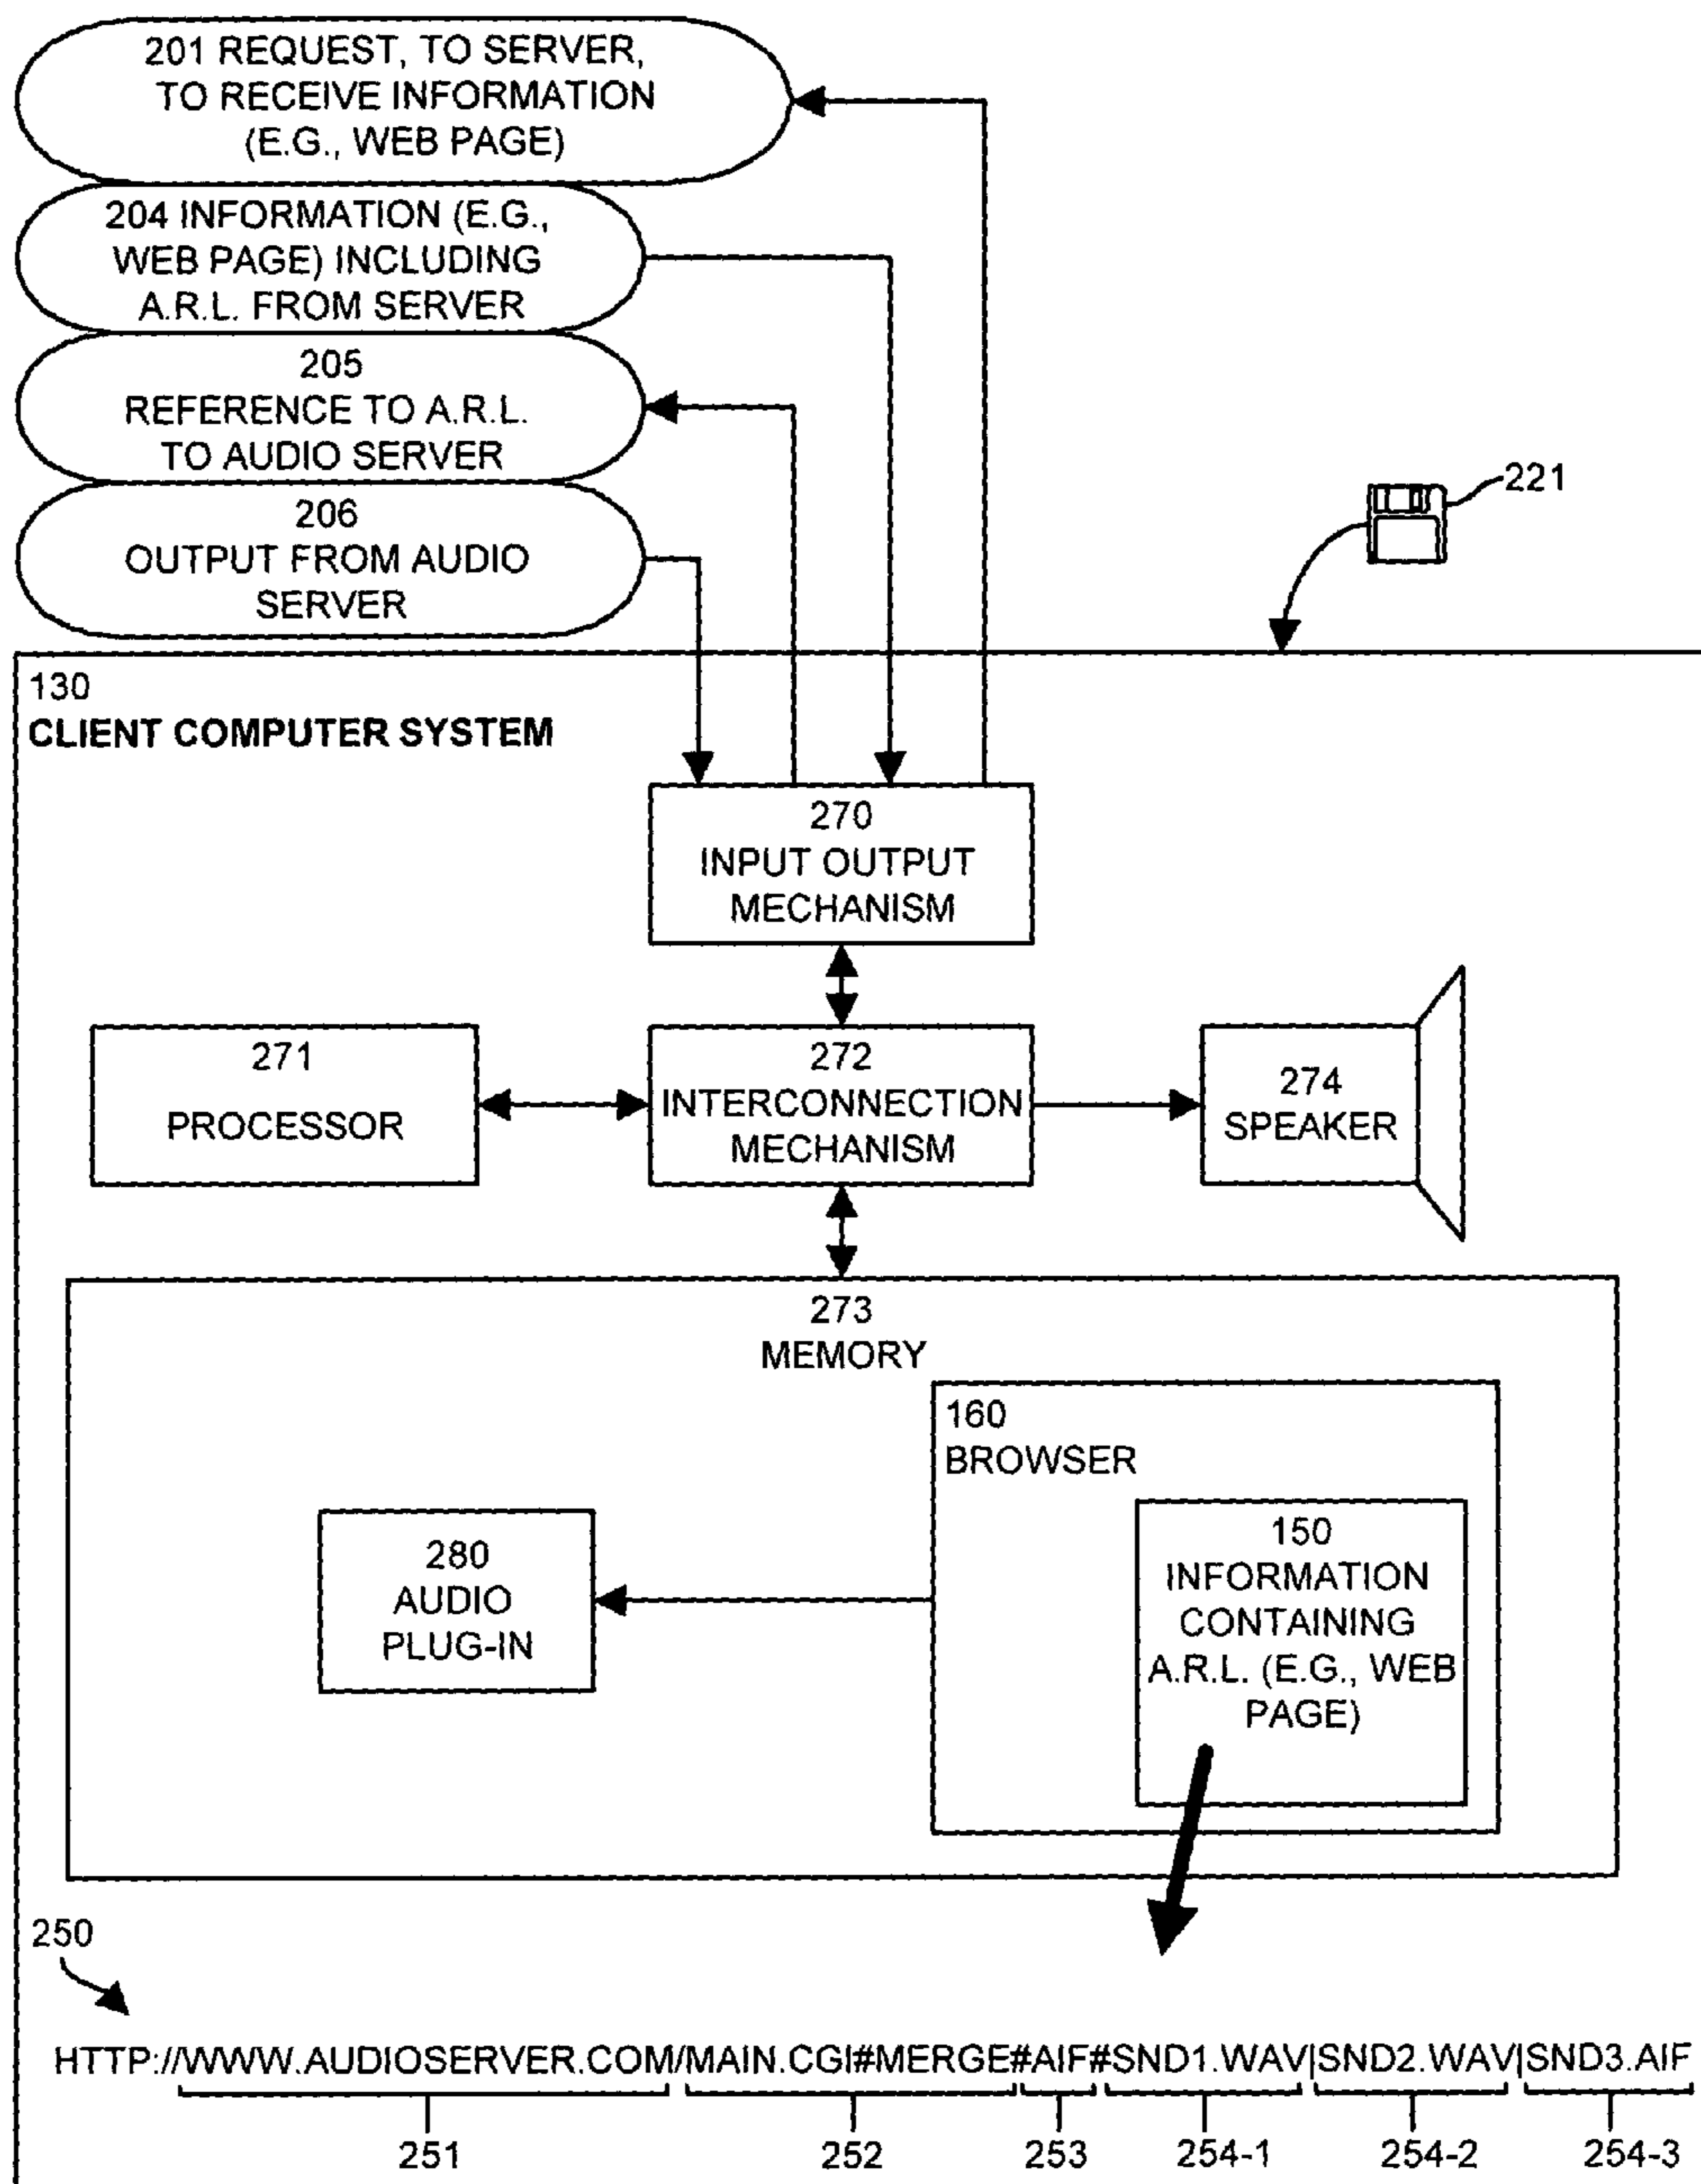 201 REQUEST, TO SERVER,
TO RECEIVE INFORMATION
(E.G., WEB PAGE)
204 INFORMATION (E.G.,
WEB PAGE) INCLUDING
A.R.L. FROM SERVER
205
REFERENCE TO A.R.L.
TO AUDIO SERVER
206
OUTPUT FROM AUDIO
SERVER
221
130
CLIENT COMPUTER SYSTEM
270
INPUT OUTPUT
MECHANISM
271
PROCESSOR
272
INTERCONNECTION
MECHANISM
274
SPEAKER
273
MEMORY
160
BROWSER
280
AUDIO
PLUG-IN
150
INFORMATION
CONTAINING
A.R.L. (E.G., WEB
PAGE)
250
HTTP://WWW.AUDIOSERVER.COM/MAIN.CGI#MERGE#AIF#SND1.WAV|SND2.WAV|SND3.AIF
251 252 253 254-1 254-2 254-3